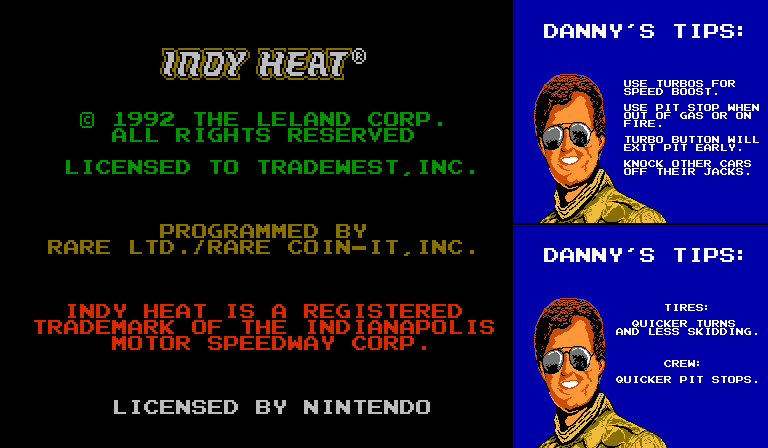 INDY HEAT®
© 1992 THE LELAND CORP.
ALL RIGHTS RESERVED
LICENSED TO TRADEWEST,INC.
PROGRAMMED BY
RARE LTD./RARE COIN-IT,INC.
INDY HEAT IS A REGISTERED
TRADEMARK OF THE INDIANAPOLIS
MOTOR SPEEDWAY CORP.
LICENSED BY NINTENDO
DANNY'S TIPS:
USE TURBOS FOR
SPEED BOOST.
USE PIT STOP WHEN
OUT OF GAS OR ON
FIRE.
TURBO BUTTON WILL
EXIT PIT EARLY.
KNOCK OTHER CARS
OFF THEIR JACKS.
DANNY'S TIPS:
TIRES:
QUICKER TURNS
AND LESS SKIDDING.
CREW:
QUICKER PIT STOPS.